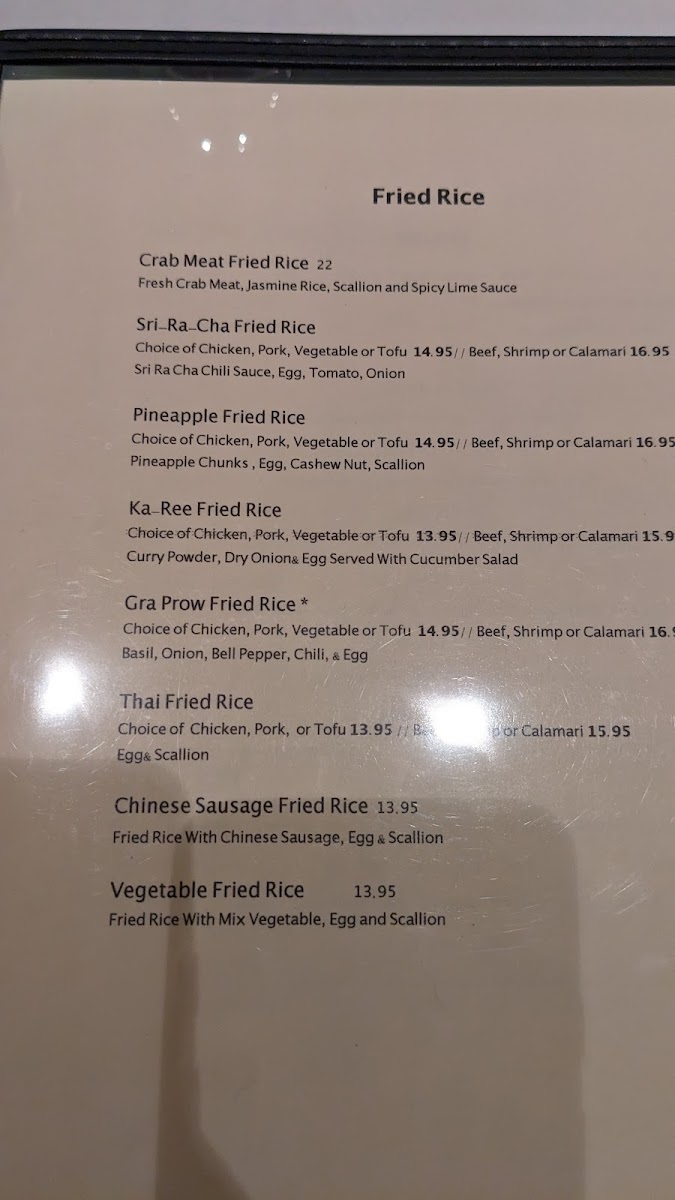 Fried Rice
Crab Meat Fried Rice 22
Fresh Crab Meat, Jasmine Rice, Scallion and Spicy Lime Sauce
Sri-Ra-Cha Fried Rice
Choice of Chicken, Pork, Vegetable or Tofu 14.95// Beef, Shrimp or Calamari 16.95
Sri Ra Cha Chili Sauce, Egg, Tomato, Onion
Pineapple Fried Rice
Choice of Chicken, Pork, Vegetable or Tofu 14.95// Beef, Shrimp or Calamari 16.95
Pineapple Chunks , Egg, Cashew Nut, Scallion
Ka-Ree Fried Rice
Choice of Chicken, Pork, Vegetable or Tofu 13.95// Beef, Shrimp or Calamari 15.9
Curry Powder, Dry Onion& Egg Served With Cucumber Salad
Gra Prow Fried Rice *
Choice of Chicken, Pork, Vegetable or Tofu 14.95// Beef, Shrimp or Calamari 16.
Basil, Onion, Bell Pepper, Chili, & Egg
Thai Fried Rice
Choice of Chicken, Pork, or Tofu 13.95 // or Calamari 15.95
Egg& Scallion
Chinese Sausage Fried Rice 13.95
Fried Rice With Chinese Sausage, Egg & Scallion
Vegetable Fried Rice 13.95
Fried Rice With Mix Vegetable, Egg and Scallion